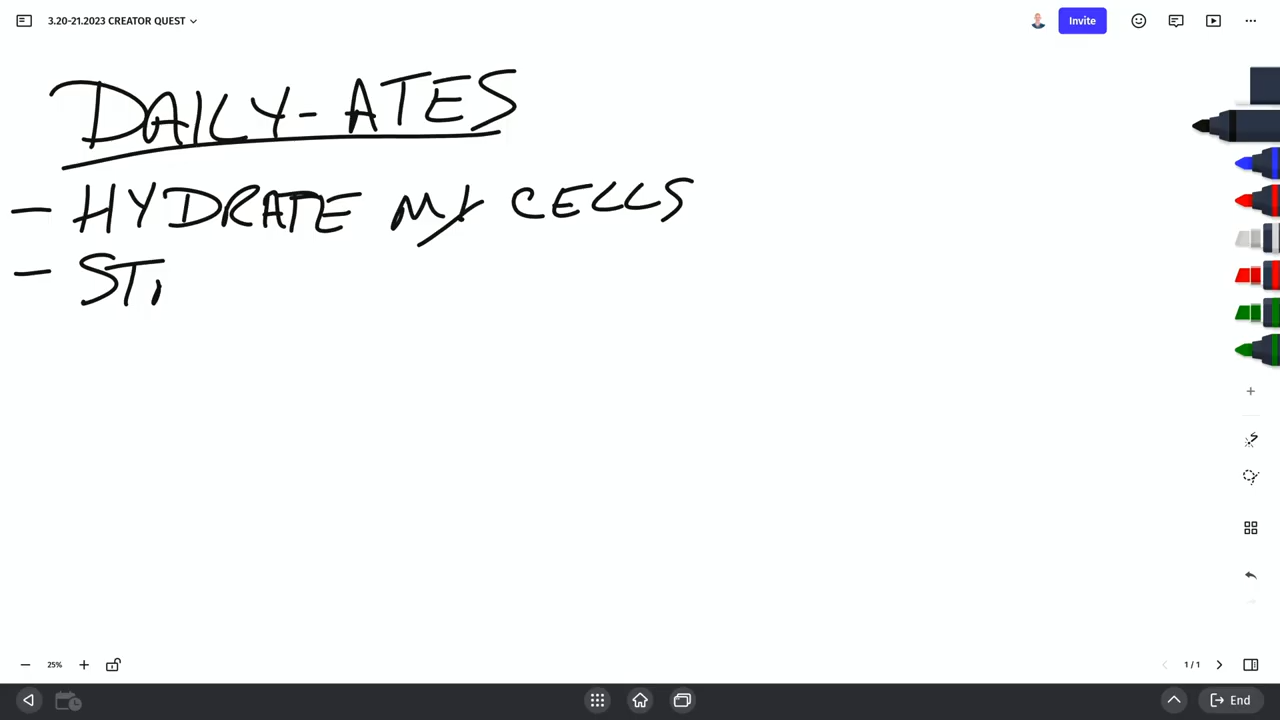 3.20-21.2023 CREATOR QUEST
Invite
DAILY-ATES
- HYDRATE MY CELLS
- ST
25%
1 / 1
End